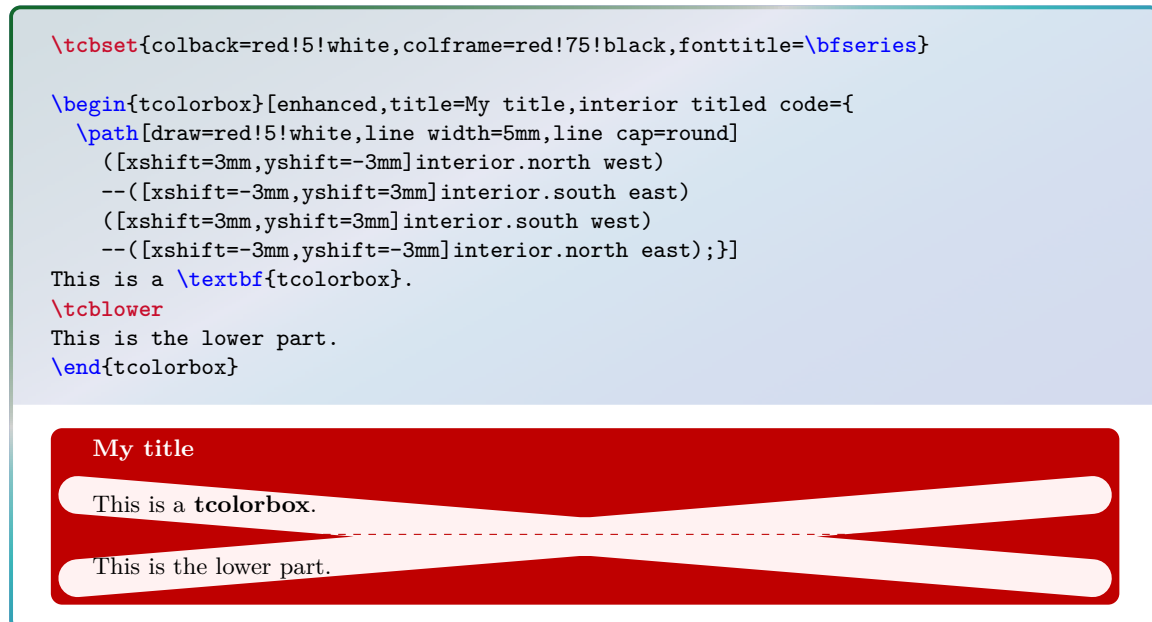 \tcbset{colback=red!5!white,colframe=red!75!black,fonttitle=\bfseries}
\begin{tcolorbox}[enhanced,title=My title,interior titled code={
\path[draw=red!5!white,line width=5mm,line cap=round]
([xshift=3mm,yshift=-3mm]interior.north west)
--([xshift=-3mm,yshift=3mm]interior.south east)
([xshift=3mm,yshift=3mm]interior.south west)
--([xshift=-3mm,yshift=-3mm]interior.north east);}]
This is a \textbf{tcolorbox}.
\tcblower
This is the lower part.
\end{tcolorbox}
My title
This is a tcolorbox.
This is the lower part.